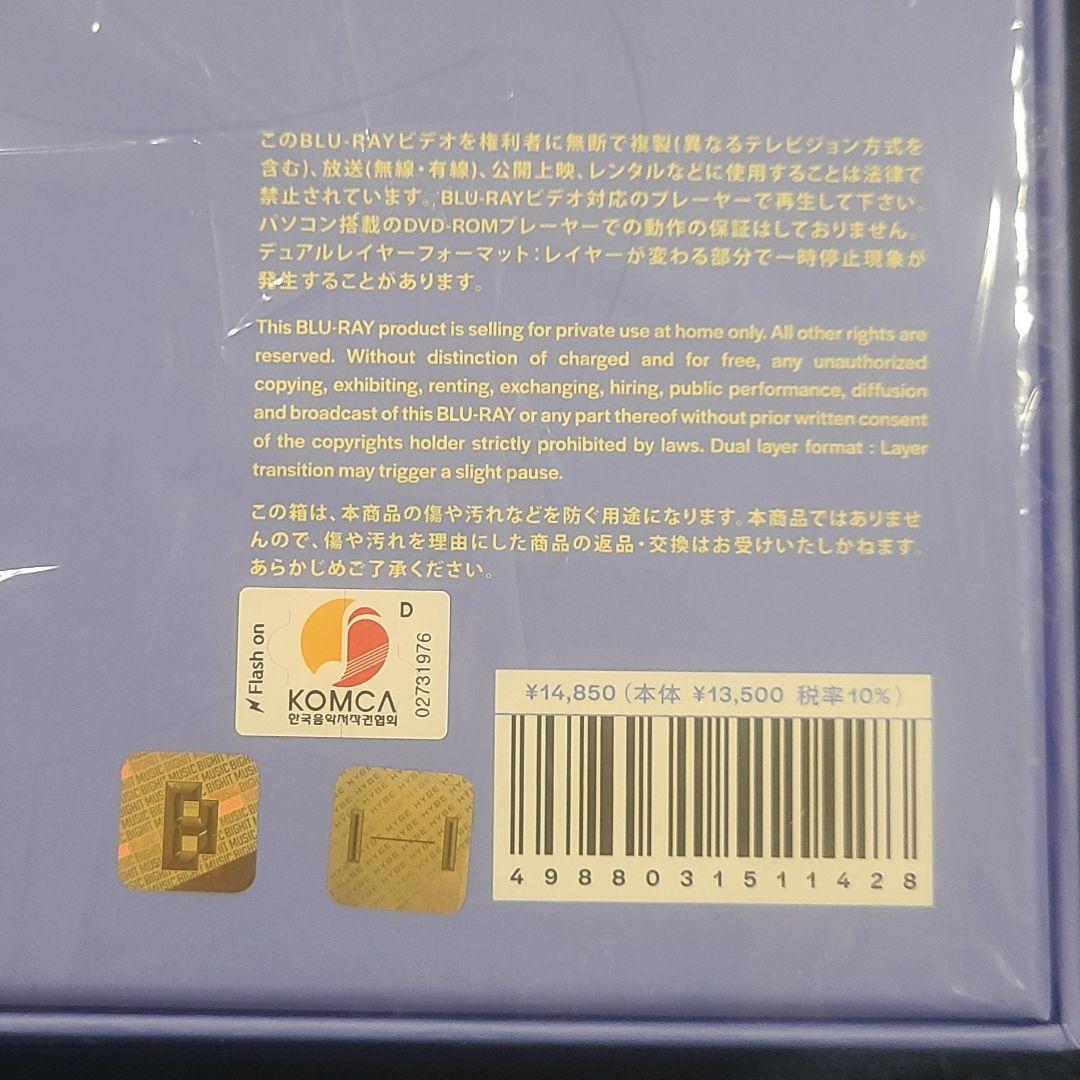 このBLU-RAYビデオを権利者に無断で複製(異なるテレビジョン方式を
含む)、放送(無線・有線)、公開上映、レンタルなどに使用することは法律で
禁止されています。BLU-RAYビデオ対応のプレーヤーで再生して下さい。
パソコン搭載のDVD-ROMプレーヤーでの動作の保証はしておりません。
デュアルレイヤーフォーマット:レイヤーが変わる部分で一時停止現象が
発生することがあります。
This BLU-RAY product is selling for private use at home only. All other rights are
reserved. Without distinction of charged and for free, any unauthorized
copying, exhibiting, renting, exchanging, hiring, public performance, diffusion
and broadcast of this BLU-RAY or any part thereof without prior written consent
of the copyrights holder strictly prohibited by laws. Dual layer format : Layer
transition may trigger a slight pause.
この箱は、本商品の傷や汚れなどを防ぐ用途になります。本商品ではありませ
んので、傷や汚れを理由にした商品の返品・交換はお受けいたしかねます。
あらかじめご了承ください。
Flash on
D
02731976
KOMCA
한국음악저작권협회
¥14,850(本体 ¥13,500 税率10%)
4988031511428
BIGHIT MUSIC
HYBE